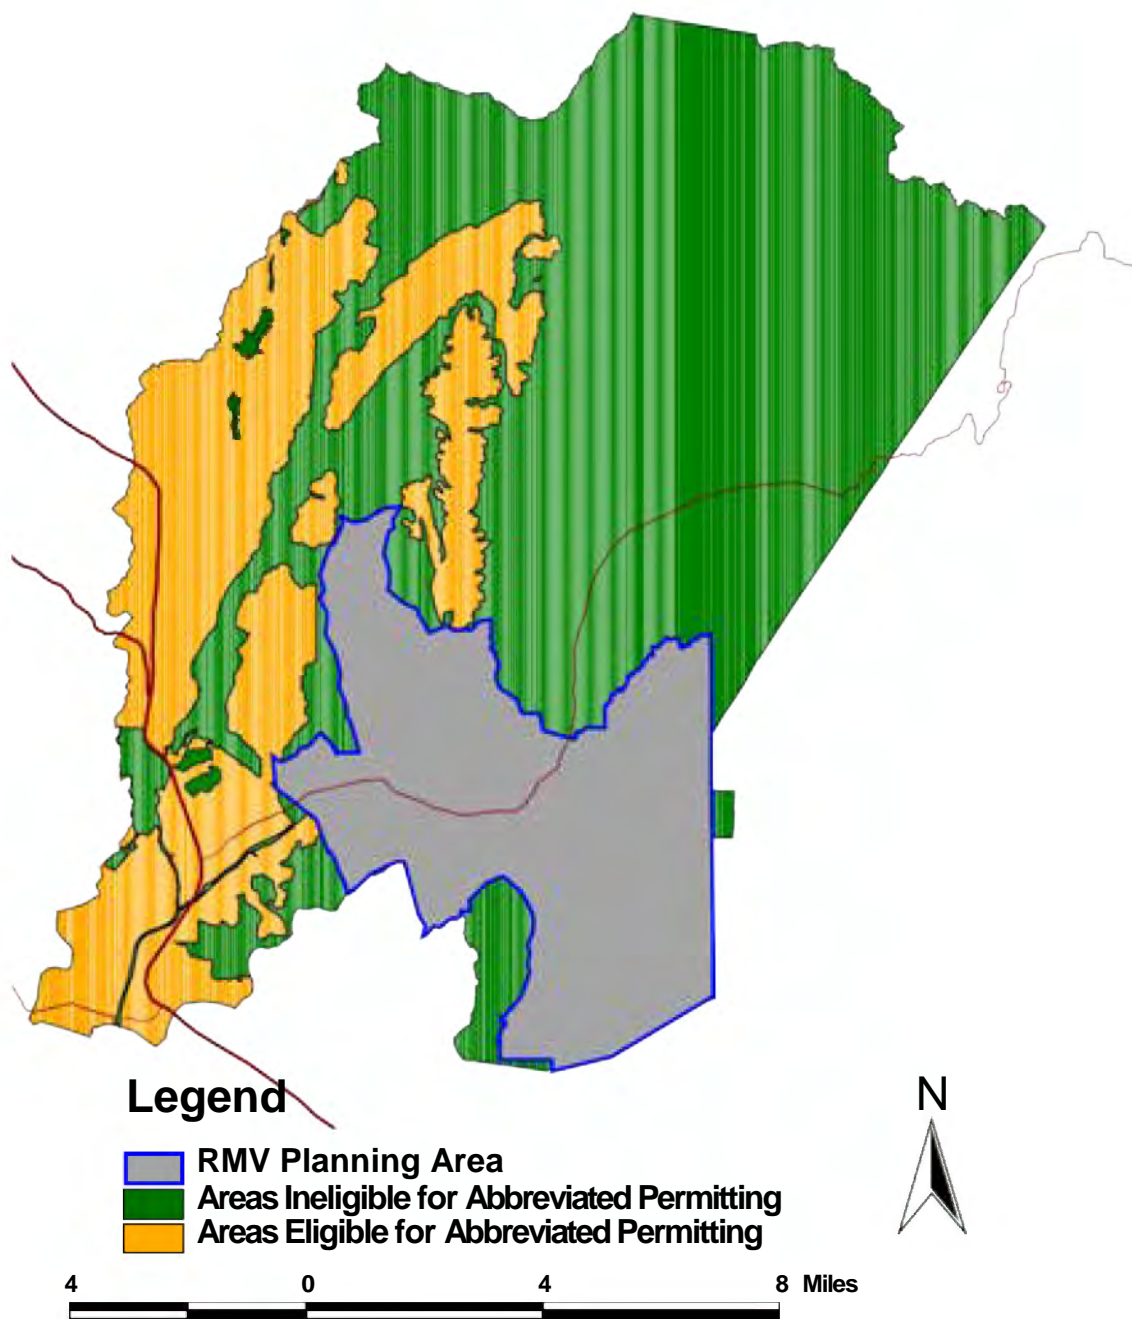 Legend
N
RMV Planning Area
Areas Ineligible for Abbreviated Permitting
Areas Eligible for Abbreviated Permitting
4 0 4 8 Miles